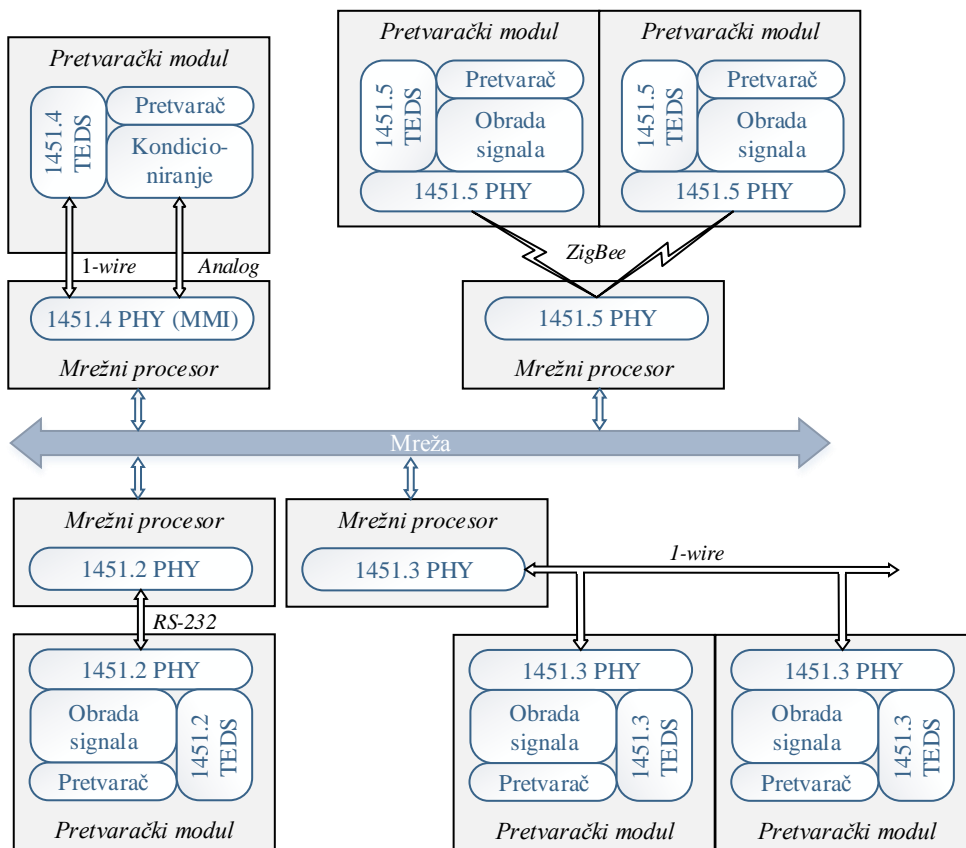 Pretvarački modul
1451.4
TEDS
Pretvarač
Kondicio-
niranje
1-wire
Analog
1451.4 PHY (MMI)
Mrežni procesor
Pretvarački modul
1451.5
TEDS
Pretvarač
Obrada
signala
1451.5 PHY
Pretvarački modul
1451.5
TEDS
Pretvarač
Obrada
signala
1451.5 PHY
ZigBee
1451.5 PHY
Mrežni procesor
Mreža
Mrežni procesor
1451.2 PHY
RS-232
1451.2 PHY
Obrada
signala
1451.2
TEDS
Pretvarač
Pretvarački modul
Mrežni procesor
1451.3 PHY
1-wire
1451.3 PHY
Obrada
signala
1451.3
TEDS
Pretvarač
Pretvarački modul
1451.3 PHY
Obrada
signala
1451.3
TEDS
Pretvarač
Pretvarački modul